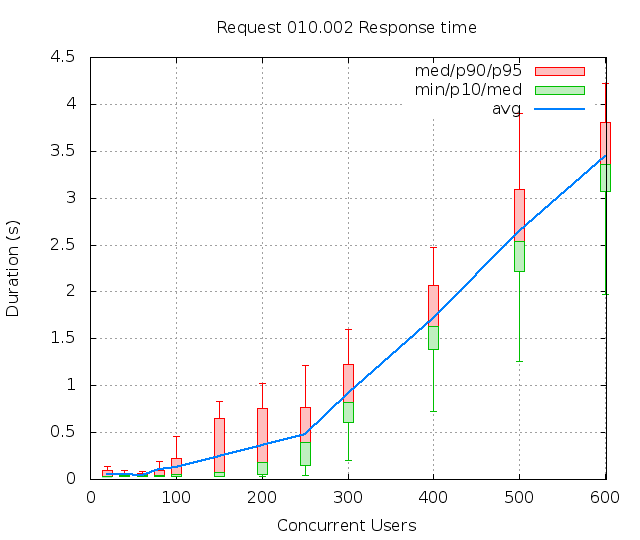 Request 010.002 Response time
4.5
4
3.5
3
2.5
2
1.5
1
0.5
0
med/p90/p95
min/p10/med
avg
Duration (s)
0 100 200 300 400 500 600
Concurrent Users